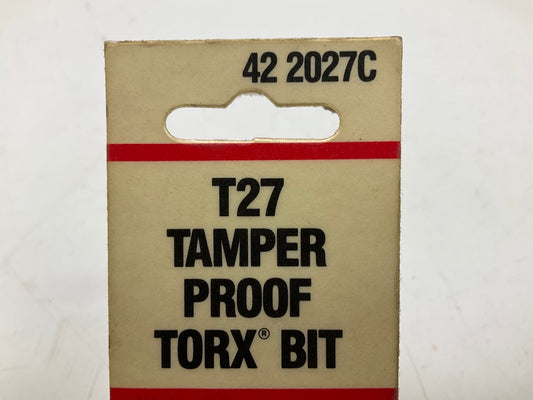 42 2027C
T27
TAMPER
PROOF
TORX® BIT